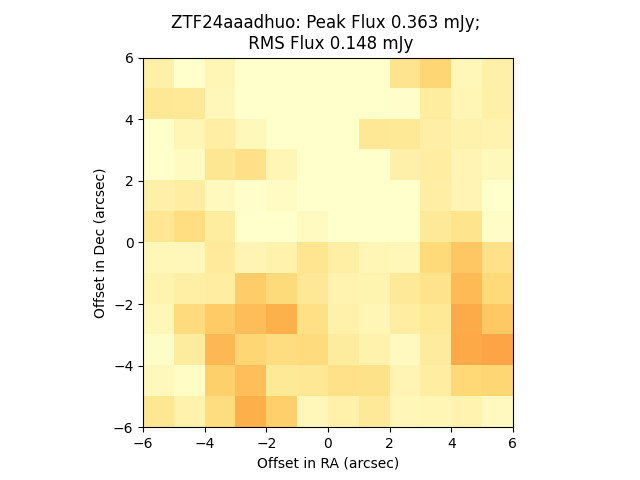 ZTF24aaadhuo: Peak Flux 0.363 mJy;
RMS Flux 0.148 mJy
6
4
2
0
−2
−4
−6
Offset in Dec (arcsec)
−6 −4 −2 0 2 4 6
Offset in RA (arcsec)